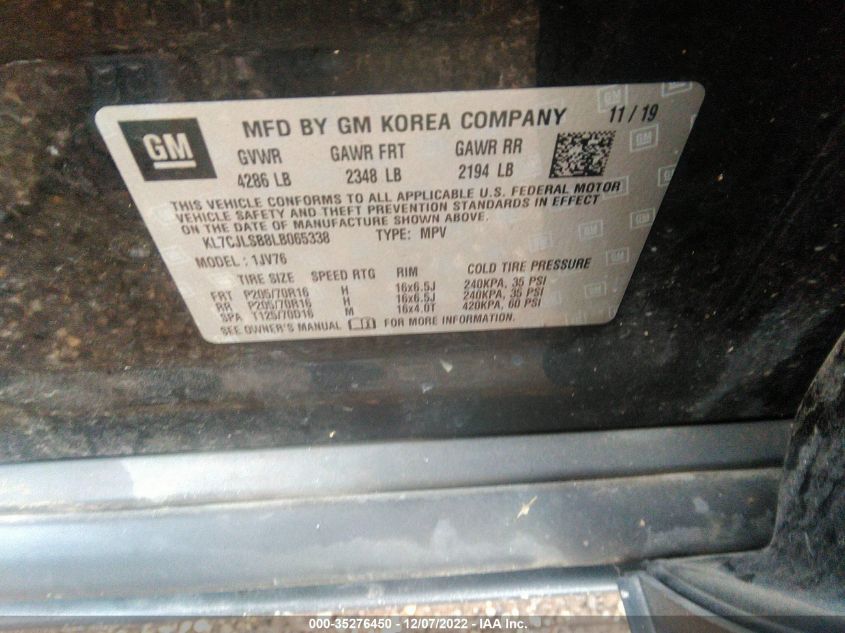 GM
MFD BY GM KOREA COMPANY 11/19
GVWR GAWR FRT GAWR RR
4286 LB 2348 LB 2194 LB
THIS VEHICLE CONFORMS TO ALL APPLICABLE U.S. FEDERAL MOTOR
VEHICLE SAFETY AND THEFT PREVENTION STANDARDS IN EFFECT
ON THE DATE OF MANUFACTURE SHOWN ABOVE.
KL7CJLSB8LB065338 TYPE: MPV
MODEL: 1JV76
TIRE SIZE SPEED RTG RIM COLD TIRE PRESSURE
FRT P205/70R16 H 16x6.5J 240KPA, 35 PSI
RR P205/70R16 H 16x6.5J 240KPA, 35 PSI
SPA T125/70D16 M 16x4.0T 420KPA, 60 PSI
SEE OWNER'S MANUAL FOR MORE INFORMATION.
000-35276450 - 12/07/2022 - IAA Inc.